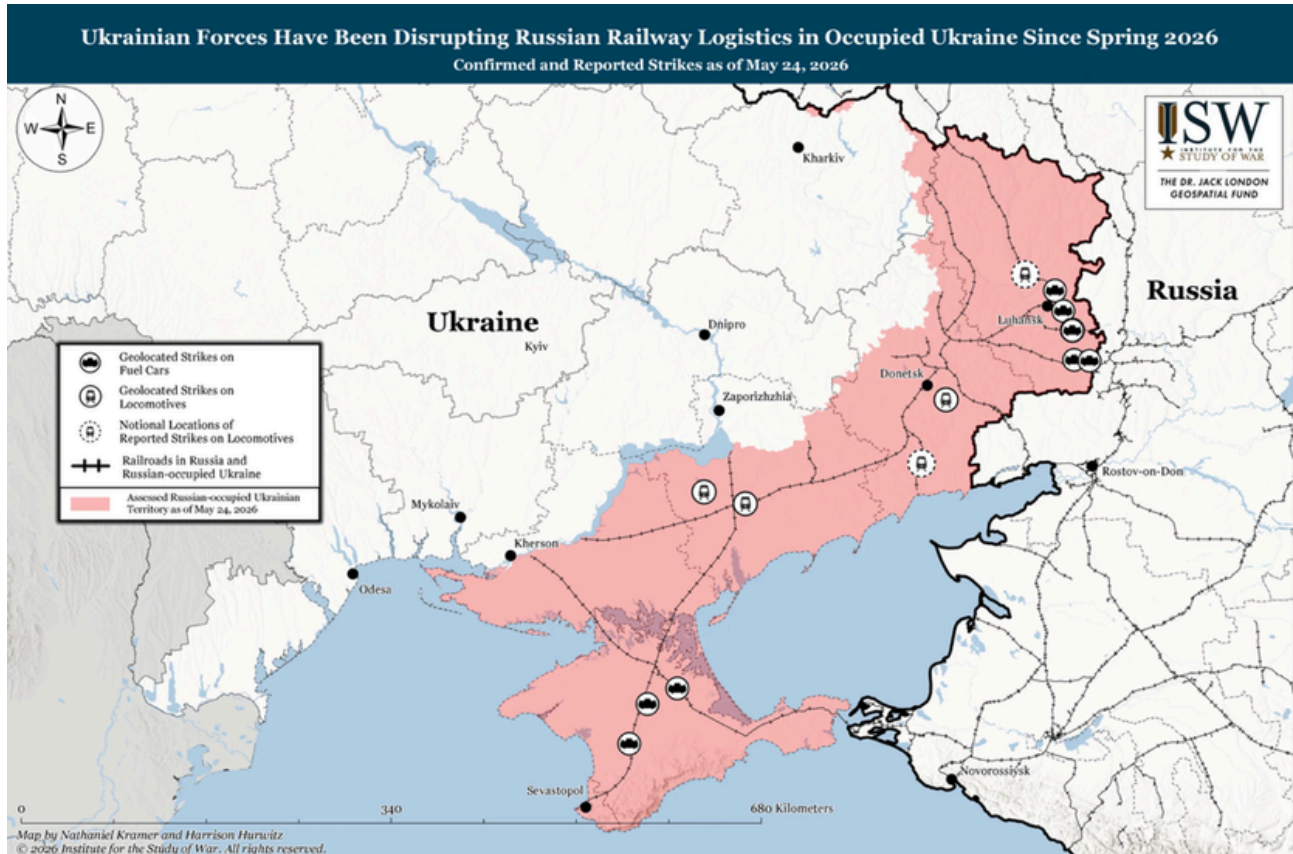 Ukrainian Forces Have Been Disrupting Russian Railway Logistics in Occupied Ukraine Since Spring 2026
Confirmed and Reported Strikes as of May 24, 2026
N
W
E
S
ISW
INSTITUTE FOR THE
STUDY OF WAR
THE DR. JACK LONDON
GEOSPATIAL FUND
Kharkiv
Russia
Luhansk
Ukraine
Kyiv
Dnipro
Donetsk
Zaporizhzhia
Rostov-on-Don
Geolocated Strikes on
Fuel Cars
Geolocated Strikes on
Locomotives
Notional Locations of
Reported Strikes on Locomotives
Railroads in Russia and
Russian-occupied Ukraine
Assessed Russian-occupied Ukrainian
Territory as of May 24, 2026
Mykolaiv
Kherson
Odesa
Novorossiysk
Sevastopol
0
340
680 Kilometers
Map by Nathaniel Kramer and Harrison Hurwitz
© 2026 Institute for the Study of War. All rights reserved.